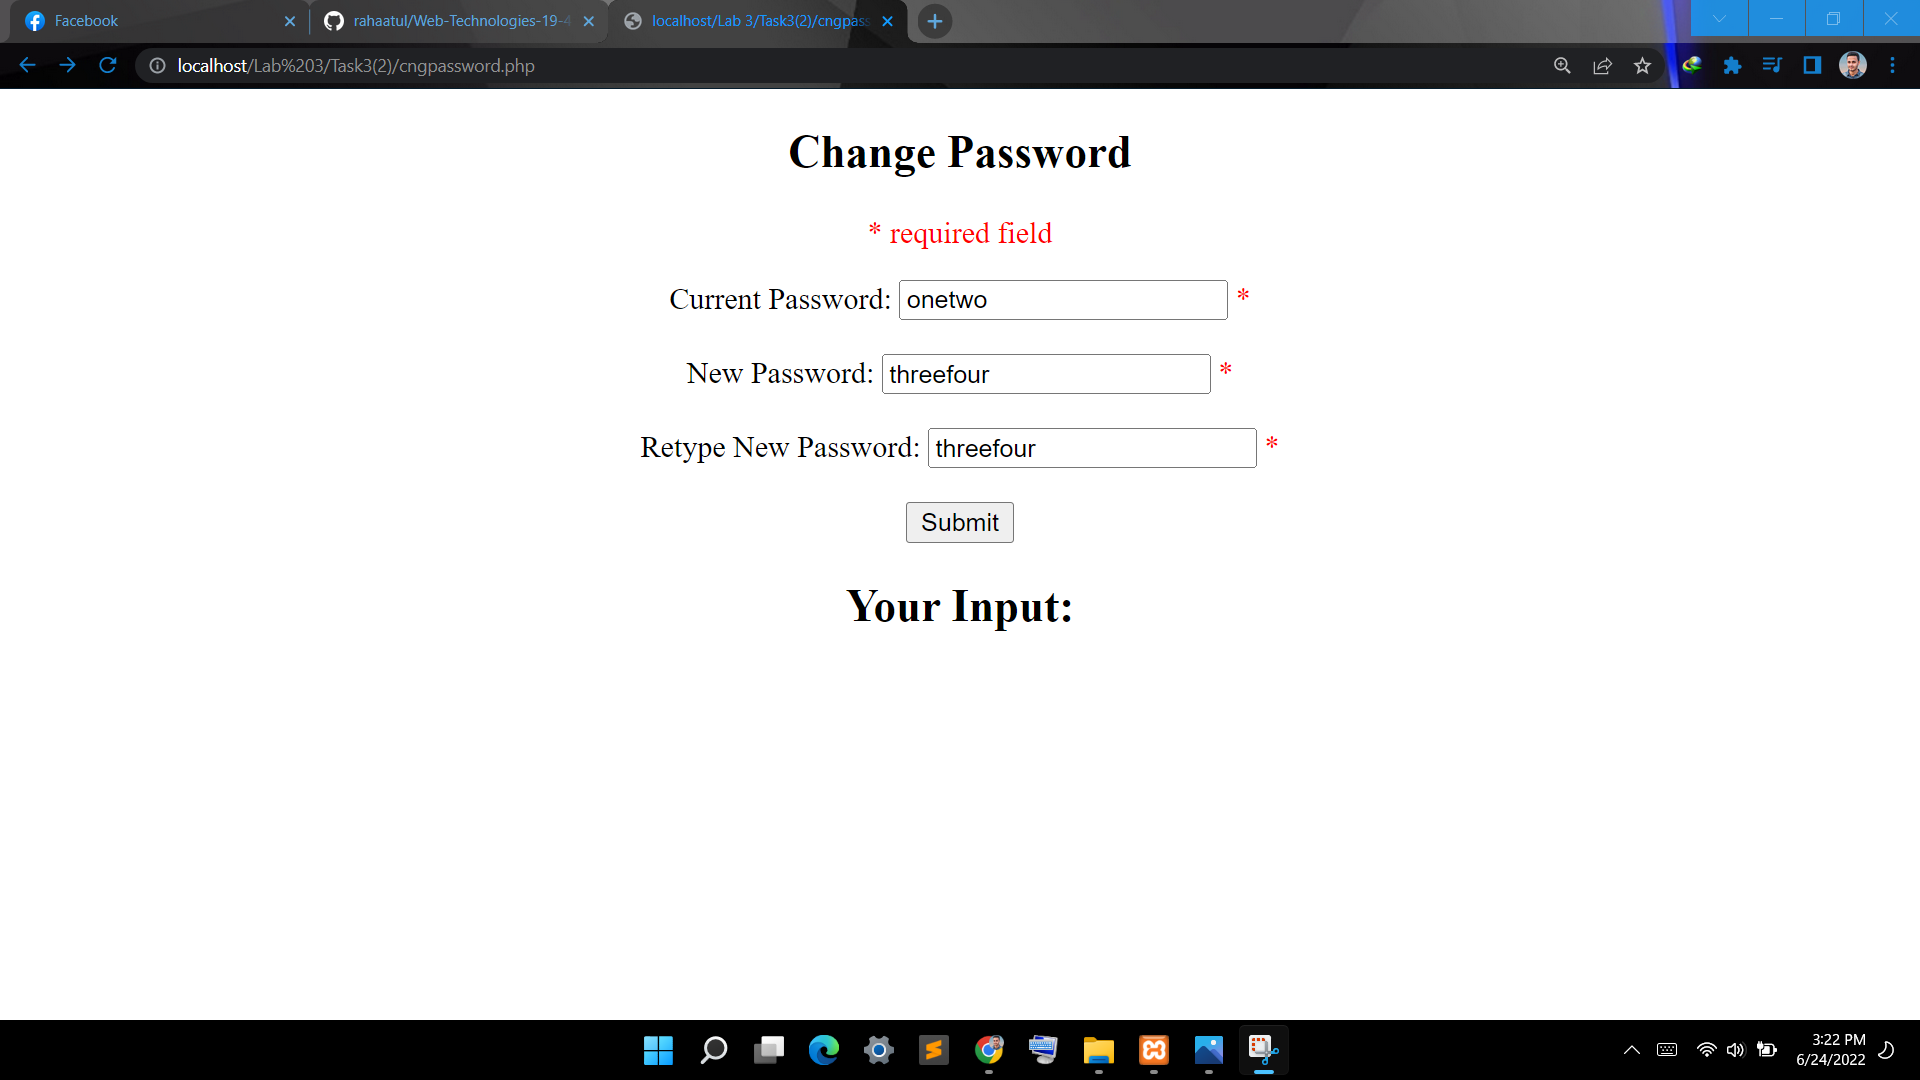 Facebook
rahaatul/Web-Technologies-19-4
localhost/Lab 3/Task3(2)/cngpass
localhost/Lab%203/Task3(2)/cngpassword.php
Change Password
* required field
Current Password: onetwo *
New Password: threefour *
Retype New Password: threefour *
Submit
Your Input:
3:22 PM
6/24/2022